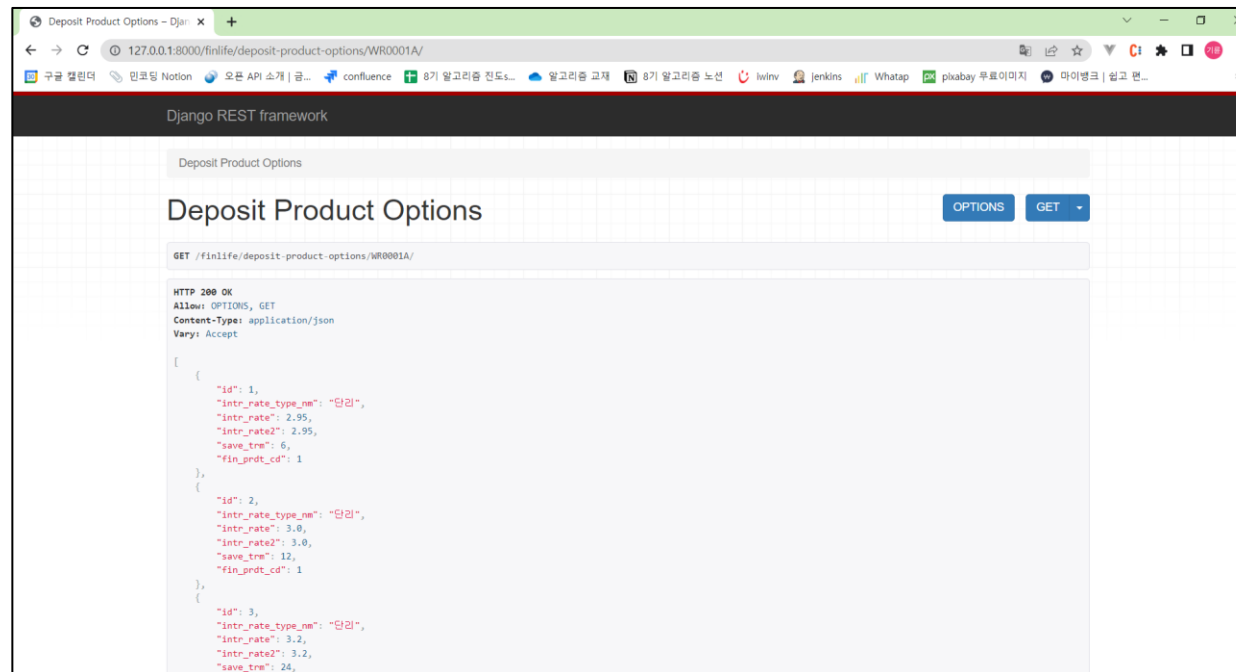 Deposit Product Options – Djan
127.0.0.1:8000/finlife/deposit-product-options/WR0001A/
구글 캘린더 민코딩 Notion 오픈 API 소개 | 금... confluence 8기 알고리즘 진도s... 알고리즘 교재 8기 알고리즘 노션 iwinv jenkins Whatap pixabay 무료이미지 마이뱅크 | 쉽고 편...
Django REST framework
Deposit Product Options
Deposit Product Options
OPTIONS GET
GET /finlife/deposit-product-options/WR0001A/
HTTP 200 OK
Allow: OPTIONS, GET
Content-Type: application/json
Vary: Accept
[
{
"id": 1,
"intr_rate_type_nm": "단리",
"intr_rate": 2.95,
"intr_rate2": 2.95,
"save_trm": 6,
"fin_prdt_cd": 1
},
{
"id": 2,
"intr_rate_type_nm": "단리",
"intr_rate": 3.0,
"intr_rate2": 3.0,
"save_trm": 12,
"fin_prdt_cd": 1
},
{
"id": 3,
"intr_rate_type_nm": "단리",
"intr_rate": 3.2,
"intr_rate2": 3.2,
"save_trm": 24,